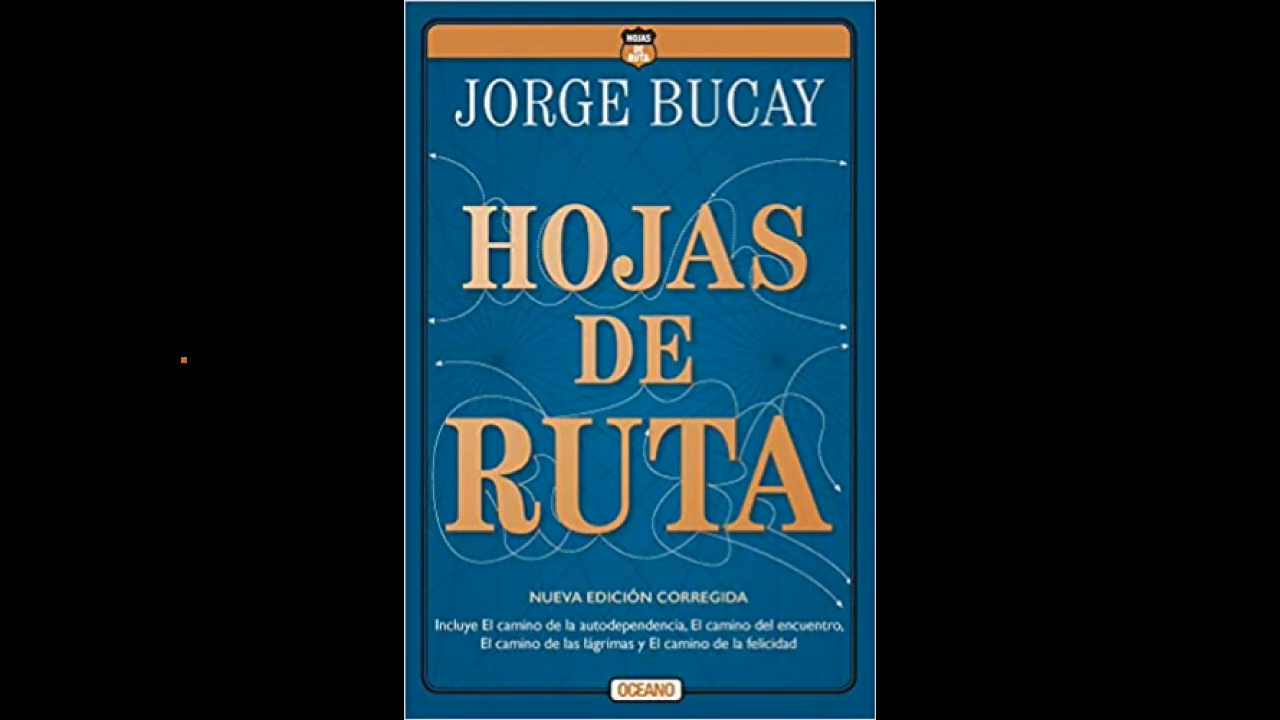 HOJAS
DE
RUTA
JORGE BUCAY
HOJAS
DE
RUTA
NUEVA EDICIÓN CORREGIDA
Incluye El camino de la autodependencia, El camino del encuentro,
El camino de las lágrimas y El camino de la felicidad
OCEANO